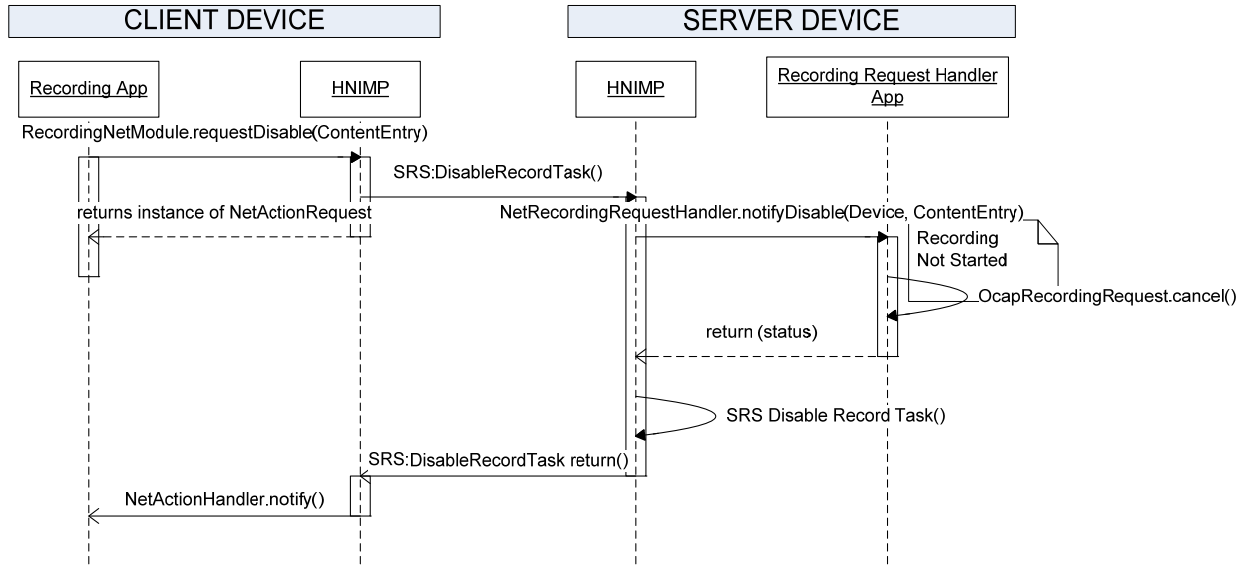 CLIENT DEVICE
SERVER DEVICE
Recording App
HNIMP
HNIMP
Recording Request Handler
App
RecordingNetModule.requestDisable(ContentEntry)
SRS:DisableRecordTask()
returns instance of NetActionRequest
NetRecordingRequestHandler.notifyDisable(Device, ContentEntry)
Recording
Not Started
OcapRecordingRequest.cancel()
return (status)
SRS Disable Record Task()
SRS:DisableRecordTask return()
NetActionHandler.notify()